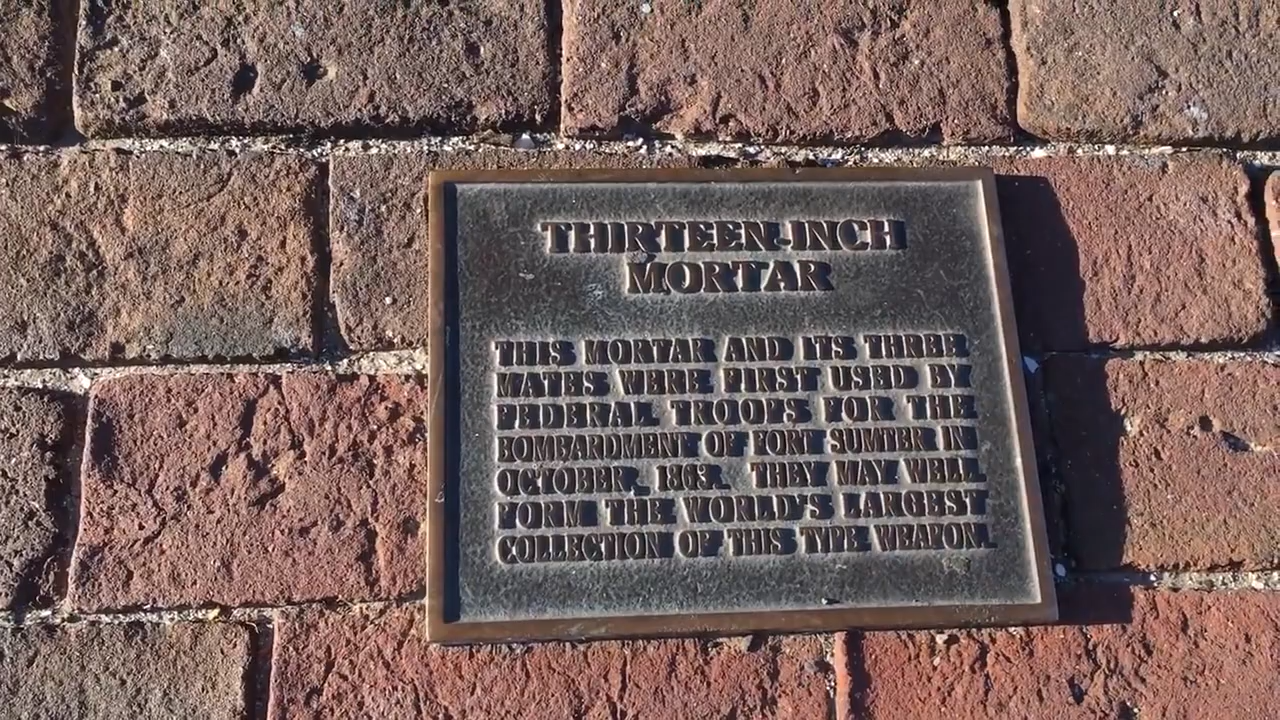 THIRTEEN-INCH
MORTAR
THIS MORTAR AND ITS THREE
MATES WERE FIRST USED BY
FEDERAL TROOPS FOR THE
BOMBARDMENT OF FORT SUMTER IN
OCTOBER, 1863. THEY MAY WELL
FORM THE WORLD'S LARGEST
COLLECTION OF THIS TYPE WEAPON.